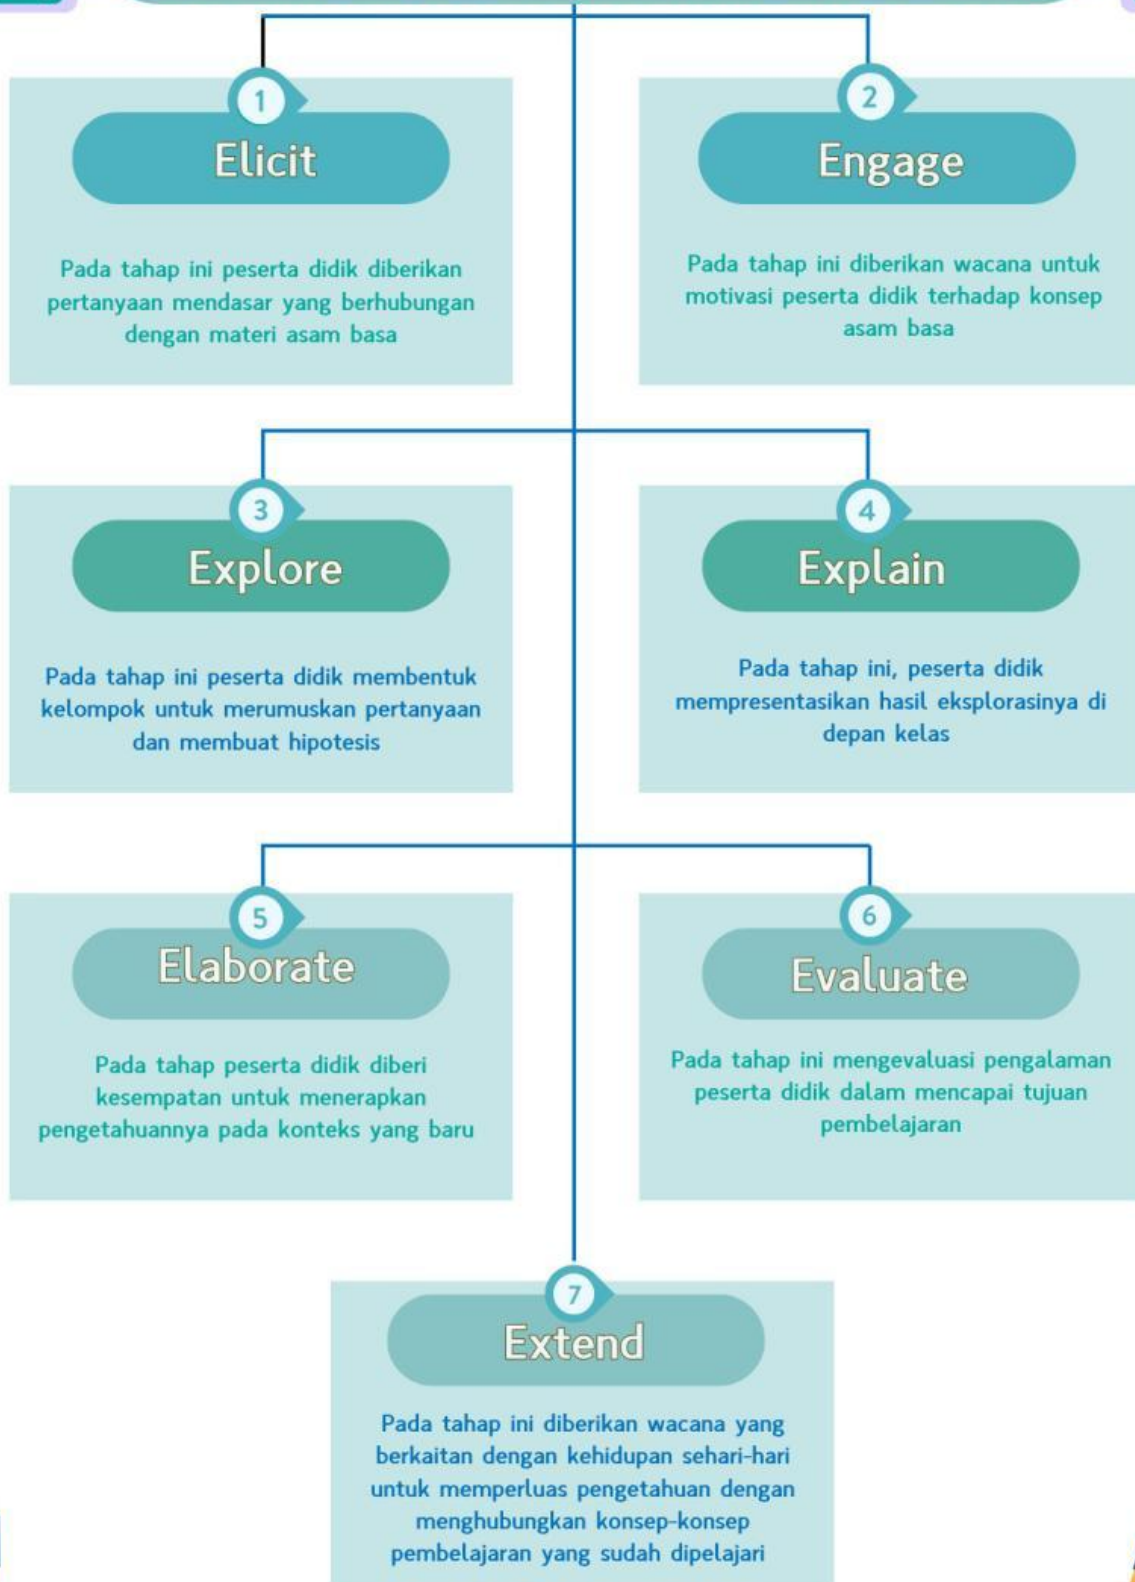 1
Elicit
Pada tahap ini peserta didik diberikan
pertanyaan mendasar yang berhubungan
dengan materi asam basa
2
Engage
Pada tahap ini diberikan wacana untuk
motivasi peserta didik terhadap konsep
asam basa
3
Explore
Pada tahap ini peserta didik membentuk
kelompok untuk merumuskan pertanyaan
dan membuat hipotesis
4
Explain
Pada tahap ini, peserta didik
mempresentasikan hasil eksplorasinya di
depan kelas
5
Elaborate
Pada tahap peserta didik diberi
kesempatan untuk menerapkan
pengetahuannya pada konteks yang baru
6
Evaluate
Pada tahap ini mengevaluasi pengalaman
peserta didik dalam mencapai tujuan
pembelajaran
7
Extend
Pada tahap ini diberikan wacana yang
berkaitan dengan kehidupan sehari-hari
untuk memperluas pengetahuan dengan
menghubungkan konsep-konsep
pembelajaran yang sudah dipelajari